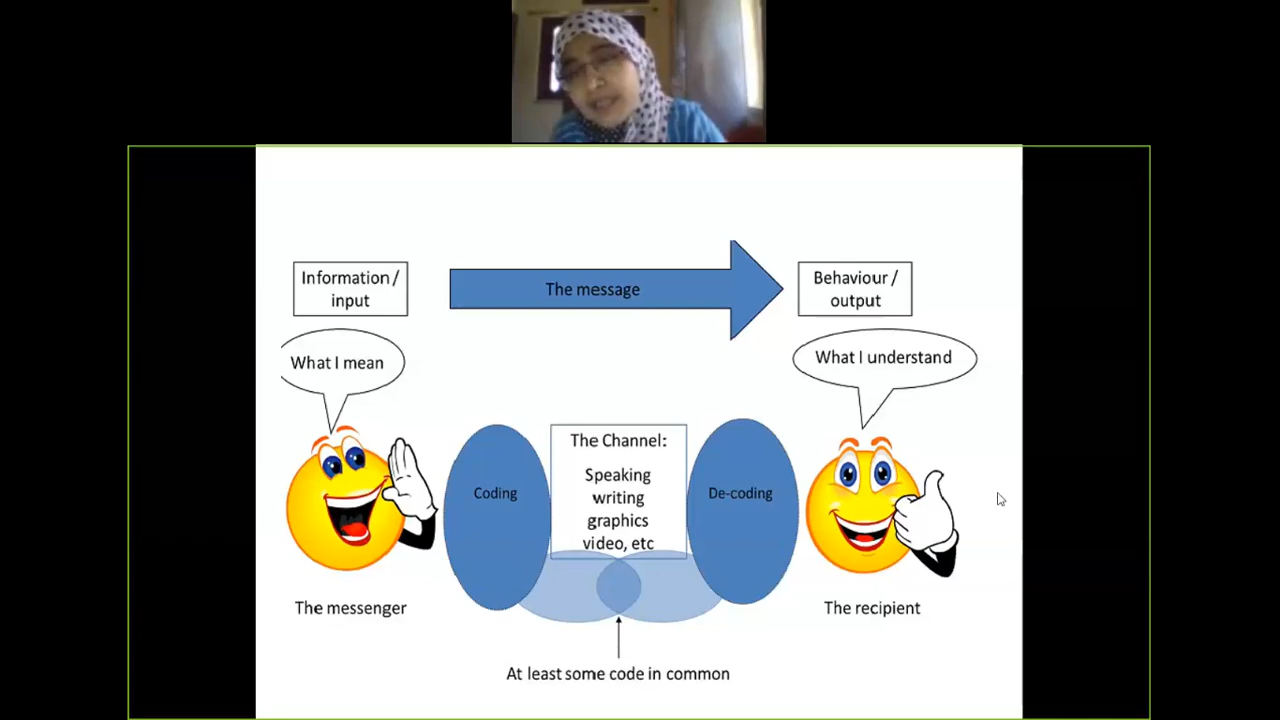 Information /
input
The message
Behaviour /
output
What I mean
What I understand
The Channel:
Speaking
writing
graphics
video, etc
Coding
De-coding
The messenger
The recipient
At least some code in common